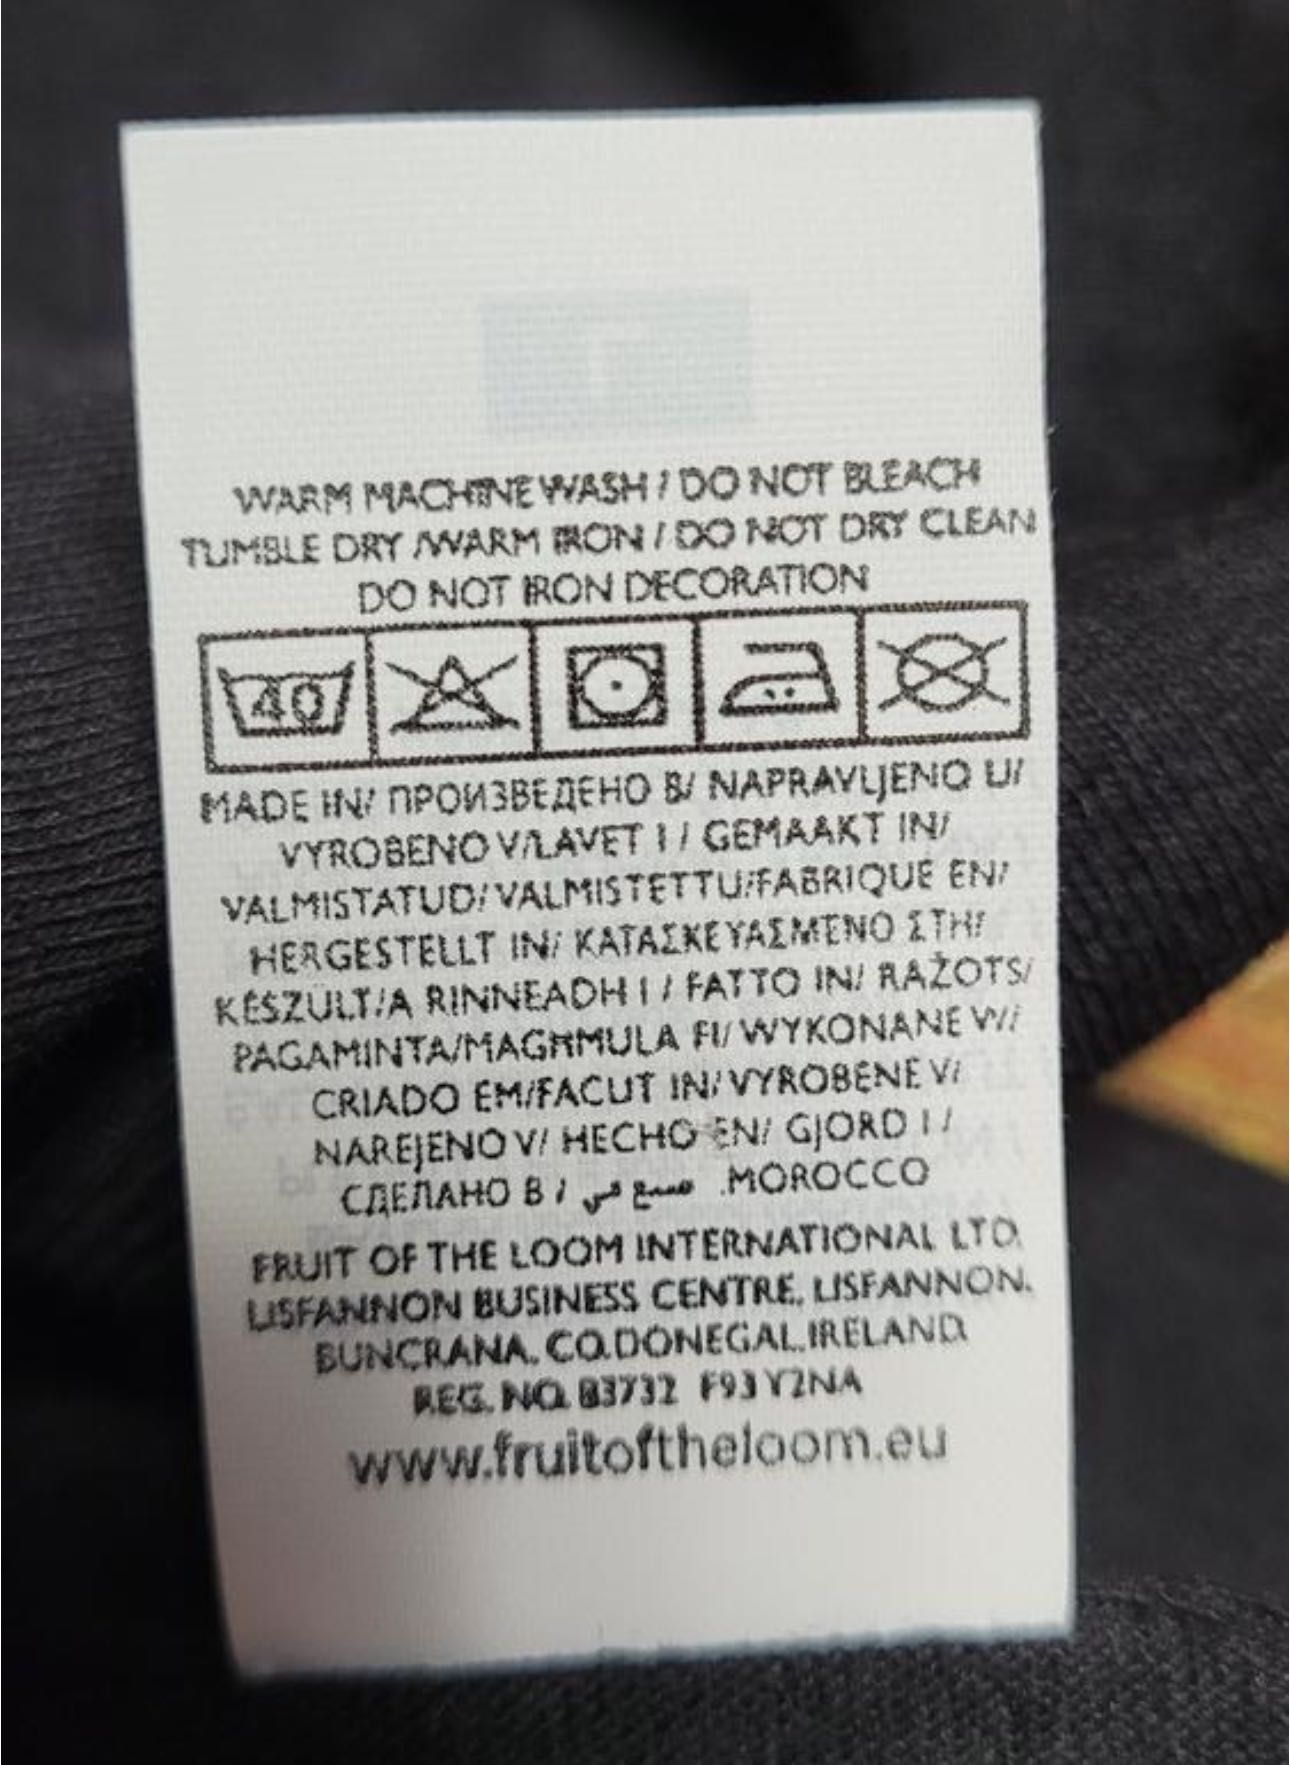 WARM MACHINE WASH / DO NOT BLEACH
TUMBLE DRY /WARM IRON / DO NOT DRY CLEAN
DO NOT IRON DECORATION
40
MADE IN/ ПРОИЗВЕДЕНО В/ NAPRAVLJENO U/
VYROBENO V/LAVET I / GEMAAKT IN/
VALMISTATUD/ VALMISTETTU/FABRIQUE EN/
HERGESTELLT IN/ ΚΑΤΑΣΚΕΥΑΣΜΕΝΟ ΣΤΗ/
KÉSZÜLT/A RINNEADH I / FATTO IN/ RAŽOTS/
PAGAMINTA/MAGHMULA FI/ WYKONANE W/
CRIADO EM/FACUT IN/ VYROBENE V/
NAREJENO V/ HECHO EN/ GJORD I /
СДЕЛАНО В / صنع في .MOROCCO
FRUIT OF THE LOOM INTERNATIONAL LTD.
LISFANNON BUSINESS CENTRE, LISFANNON.
BUNCRANA. CO.DONEGAL.IRELAND.
REG. NO. B3732 F93 Y2NA
www.fruitoftheloom.eu